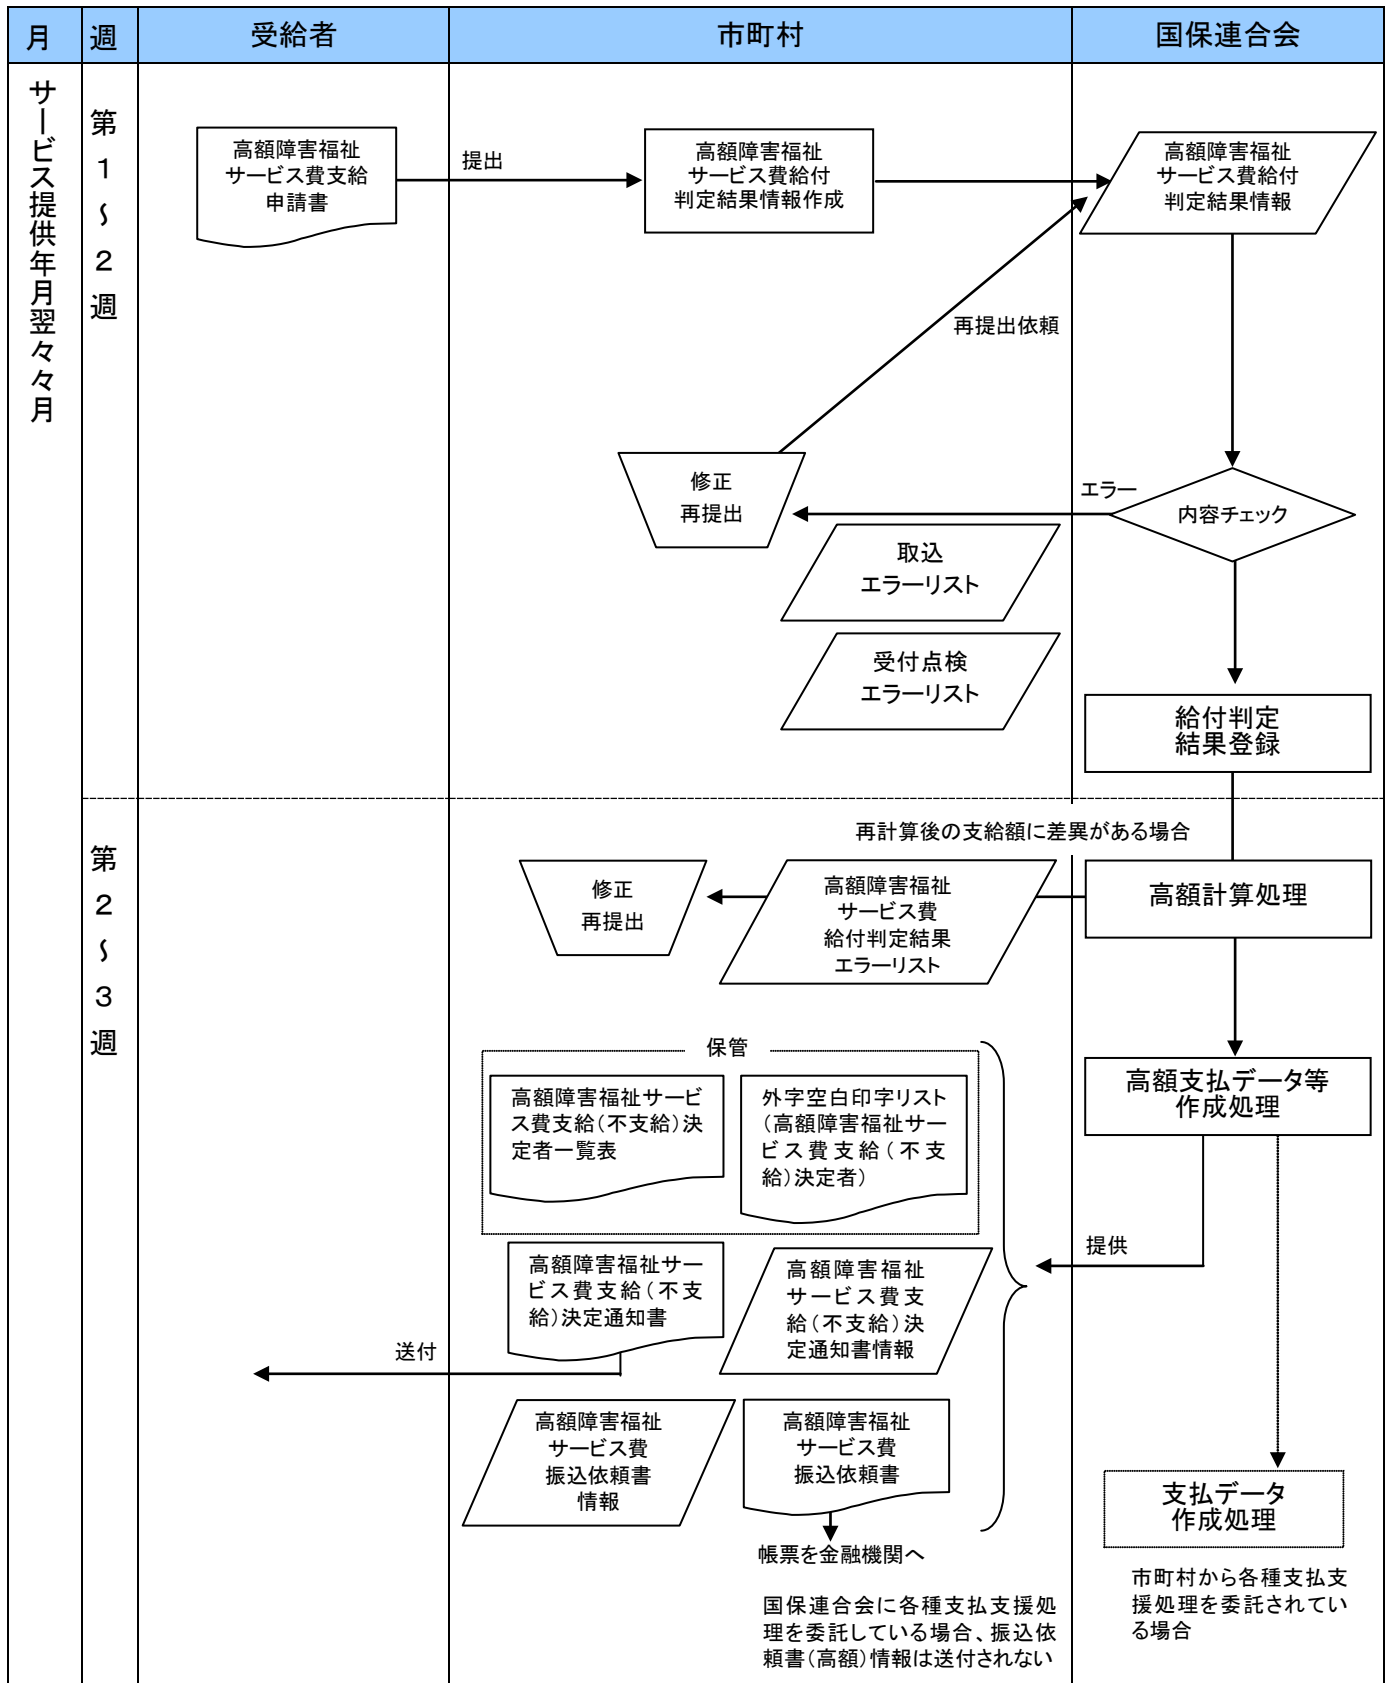 月
週
受給者
市町村
国保連合会
サービス提供年月翌々々月
第1～2週
高額障害福祉
サービス費支給
申請書
提出
高額障害福祉
サービス費給付
判定結果情報作成
高額障害福祉
サービス費給付
判定結果情報
再提出依頼
修正
再提出
エラー
内容チェック
取込
エラーリスト
受付点検
エラーリスト
給付判定
結果登録
第2～3週
再計算後の支給額に差異がある場合
修正
再提出
高額障害福祉
サービス費
給付判定結果
エラーリスト
高額計算処理
保管
高額障害福祉サービ
ス費支給(不支給)決
定者一覧表
外字空白印字リスト
(高額障害福祉サー
ビス費支給(不支
給)決定者)
高額支払データ等
作成処理
高額障害福祉サー
ビス費支給(不支
給)決定通知書
高額障害福祉
サービス費支
給(不支給)決
定通知書情報
提供
送付
高額障害福祉
サービス費
振込依頼書
情報
高額障害福祉
サービス費
振込依頼書
支払データ
作成処理
帳票を金融機関へ
国保連合会に各種支払支援処
理を委託している場合、振込依
頼書(高額)情報は送付されない
市町村から各種支払支
援処理を委託されてい
る場合